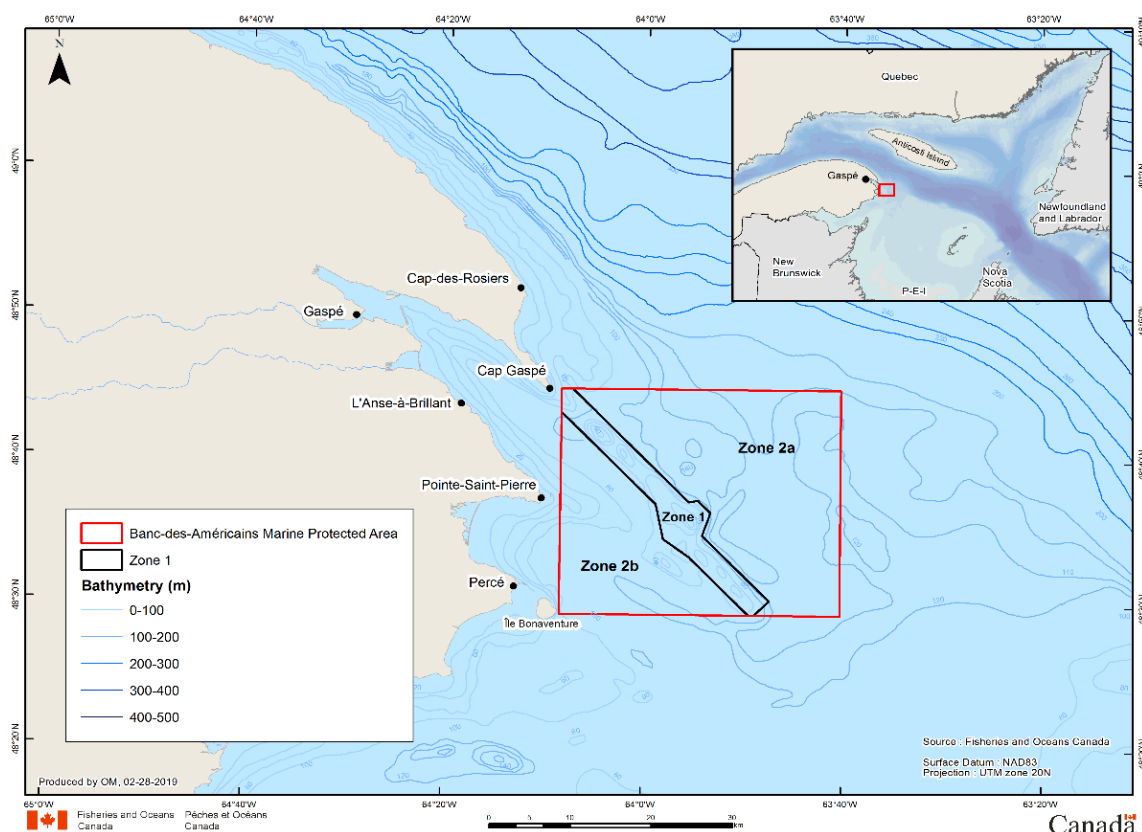 65°0'W
64°40'W
64°20'W
64°0'W
63°40'W
63°20'W
N
49°0'N
48°50'N
48°40'N
48°30'N
48°20'N
Quebec
Anticosti Island
Gaspé
Newfoundland
and Labrador
New
Brunswick
Nova
Scotia
P-E-I
Cap-des-Rosiers
Gaspé
Cap Gaspé
L'Anse-à-Brillant
Zone 2a
Pointe-Saint-Pierre
Zone 1
Zone 2b
Percé
Île Bonaventure
Banc-des-Américains Marine Protected Area
Zone 1
Bathymetry (m)
0-100
100-200
200-300
300-400
400-500
Source : Fisheries and Oceans Canada
Surface Datum : NAD83
Projection : UTM zone 20N
Produced by OM, 02-28-2019
65°0'W
64°40'W
64°20'W
64°0'W
63°40'W
63°20'W
Fisheries and Oceans
Canada
Pêches et Océans
Canada
0 5 10 20 30
km
Canada